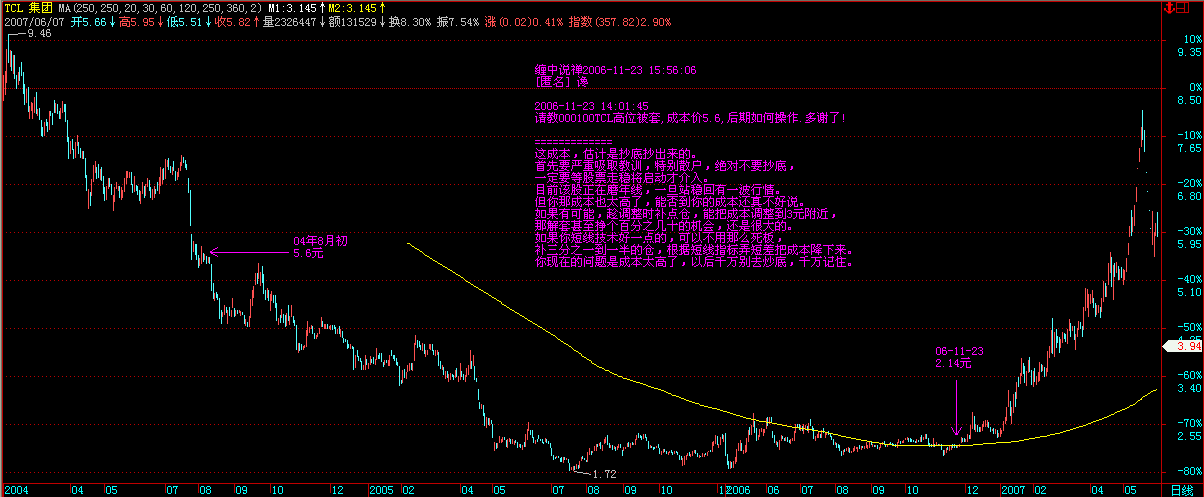 TCL 集团 MA(250,250,20,30,60,120,250,360,2) M1:3.145↑M2:3.145↑
2007/06/07 开5.66↓高5.95↓低5.51↓收5.82↑量2326447↓额131529↓换8.30% 振7.54% 涨(0.02)0.41% 指数(357.82)2.90%
9.46
缠中说禅2006-11-23 15:56:06
[匿名] 馋
2006-11-23 14:01:45
请教000100TCL高位被套,成本价5.6,后期如何操作.多谢了!
=============
这成本，估计是抄底抄出来的。
首先要严重吸取教训，特别散户，绝对不要抄底，
一定要等股票走稳将启动才介入。
目前该股正在磨年线，一旦站稳回有一波行情。
但你那成本也太高了，能否到你的成本还真不好说。
如果有可能，趁调整时补点仓，能把成本调整到3元附近，
那解套甚至挣个百分之几十的机会，还是很大的。
如果你短线技术好一点的，可以不用那么死板，
补三分之一到一半的仓，根据短线指标弄短差把成本降下来。
你现在的问题是成本太高了，以后千万别去炒底，千万记住。
04年8月初
5.6元
06-11-23
2.14元
1.72
10%
9.35
0%
8.50
-10%
7.65
-20%
6.80
-30%
5.95
-40%
5.10
-50%
3.94
-60%
3.40
-70%
2.55
-80%
2004 04 05 07 08 09 10 12 2005 02 04 05 07 08 09 10 11 12 2006 06 07 08 09 10 12 2007 02 04 05 日线